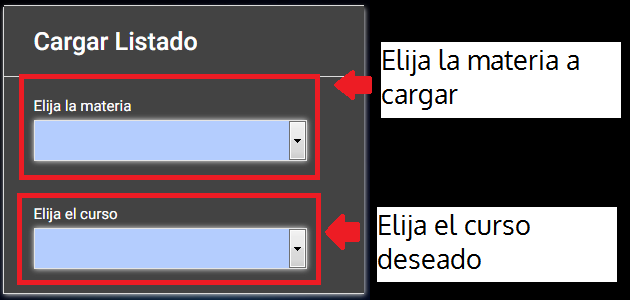 Cargar Listado
Elija la materia
Elija la materia a
cargar
Elija el curso
Elija el curso
deseado